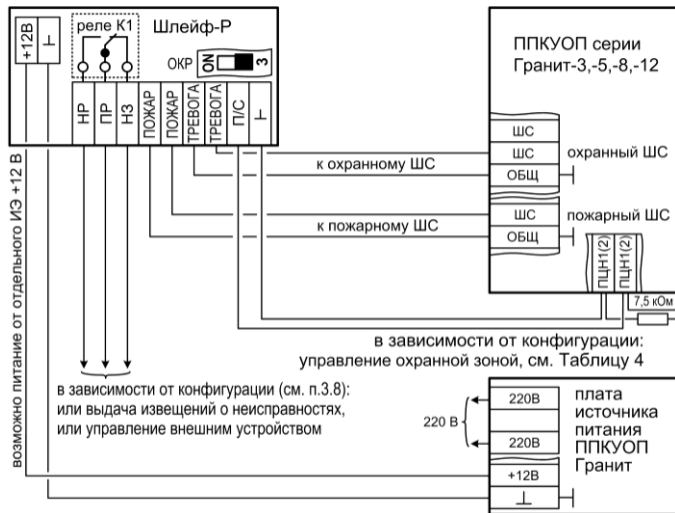 +12В
⊥
реле К1
Шлейф-Р
ОКР
ON
3
НР
ПР
НЗ
ПОЖАР
ПОЖАР
ТРЕВОГА
ТРЕВОГА
П/С
⊥
ППКУОП серии
Гранит-3,-5,-8,-12
ШС
ШС
ОБЩ
охранный ШС
к охранному ШС
ШС
ОБЩ
пожарный ШС
к пожарному ШС
ПЦН1(2)
ПЦН1(2)
7,5 кОм
возможно питание от отдельного ИЭ +12 В
в зависимости от конфигурации:
управление охранной зоной, см. Таблицу 4
в зависимости от конфигурации (см. п.3.8):
или выдача извещений о неисправностях,
или управление внешним устройством
220 В
220В
220В
+12В
⊥
плата
источника
питания
ППКУОП
Гранит